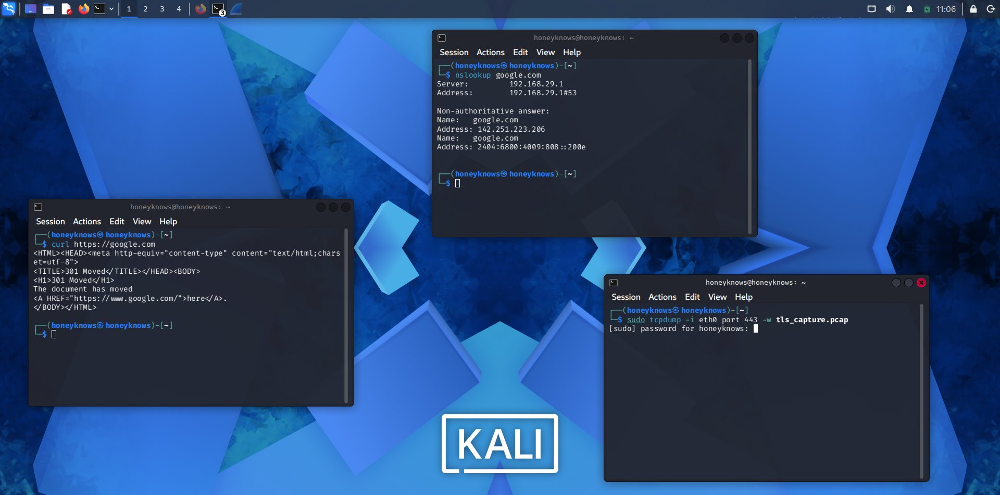 1 2 3 4 3 11:06
honeyknows@honeyknows: ~
Session Actions Edit View Help
┌──(honeyknows㉿honeyknows)-[~]
└─$ nslookup google.com
Server:         192.168.29.1
Address:        192.168.29.1#53
Non-authoritative answer:
Name:   google.com
Address: 142.251.223.206
Name:   google.com
Address: 2404:6800:4009:808::200e
┌──(honeyknows㉿honeyknows)-[~]
└─$
honeyknows@honeyknows: ~
Session Actions Edit View Help
┌──(honeyknows㉿honeyknows)-[~]
└─$ curl https://google.com
<HTML><HEAD><meta http-equiv="content-type" content="text/html;chars
et=utf-8">
<TITLE>301 Moved</TITLE></HEAD><BODY>
<H1>301 Moved</H1>
The document has moved
<A HREF="https://www.google.com/">here</A>.
</BODY></HTML>
┌──(honeyknows㉿honeyknows)-[~]
└─$
honeyknows@honeyknows: ~
Session Actions Edit View Help
┌──(honeyknows㉿honeyknows)-[~]
└─$ sudo tcpdump -i eth0 port 443 -w tls_capture.pcap
[sudo] password for honeyknows:
KALI